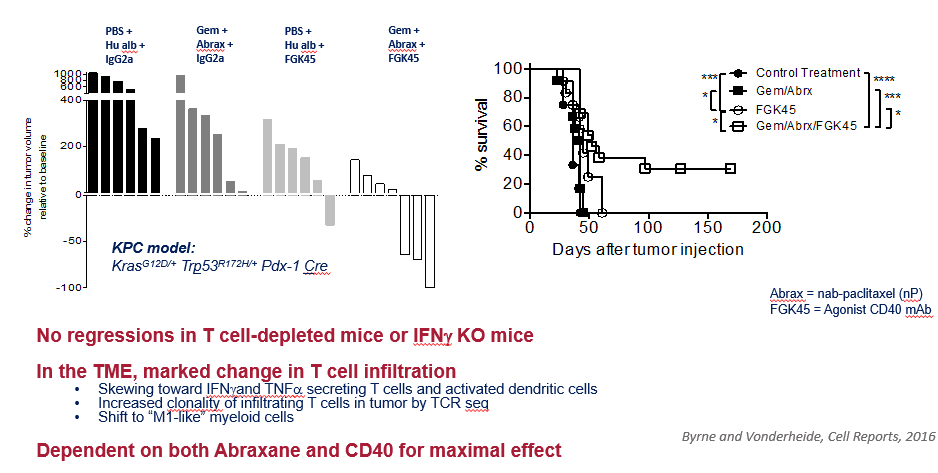 PBS +
Hu alb +
IgG2a
Gem +
Abrax +
IgG2a
PBS +
Hu alb +
FGK45
Gem +
Abrax +
FGK45
% change in tumor volume
relative to baseline
1000
800
600
400
200
0
-50
-100
KPC model:
KrasG12D/+ Trp53R172H/+ Pdx-1 Cre
% survival
100
80
60
40
20
0
0 50 100 150 200
Days after tumor injection
*** Control Treatment ****
* Gem/Abrx ***
FGK45 *
* Gem/Abrx/FGK45
Abrax = nab-paclitaxel (nP)
FGK45 = Agonist CD40 mAb
No regressions in T cell-depleted mice or IFNγ KO mice
In the TME, marked change in T cell infiltration
• Skewing toward IFNγand TNFα secreting T cells and activated dendritic cells
• Increased clonality of infiltrating T cells in tumor by TCR seq
• Shift to “M1-like” myeloid cells
Dependent on both Abraxane and CD40 for maximal effect
Byrne and Vonderheide, Cell Reports, 2016